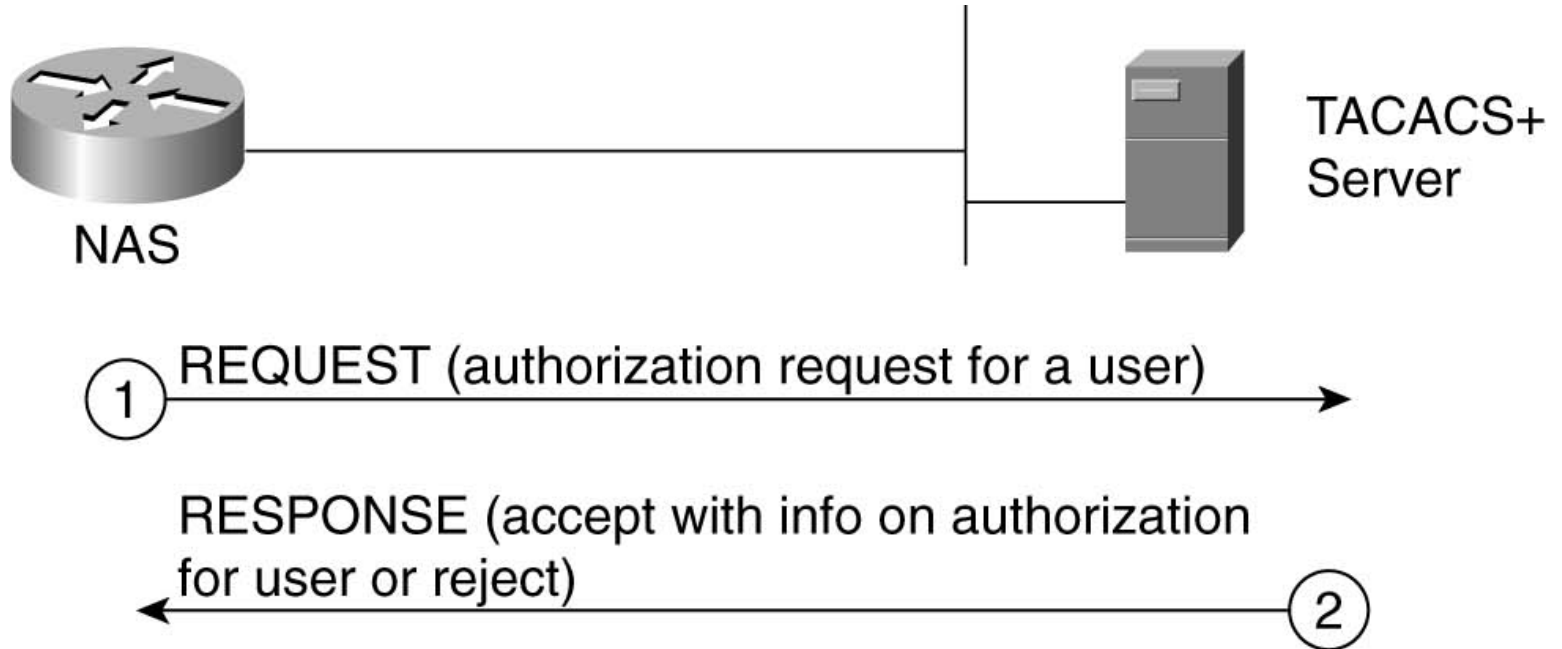 TACACS+
Server
NAS
1
REQUEST (authorization request for a user)
RESPONSE (accept with info on authorization
for user or reject)
2